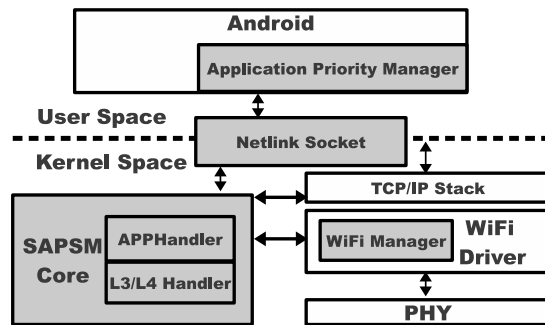 Android
Application Priority Manager
User Space
Netlink Socket
Kernel Space
TCP/IP Stack
SAPSM
Core
APPHandler
L3/L4 Handler
WiFi Manager
WiFi
Driver
PHY